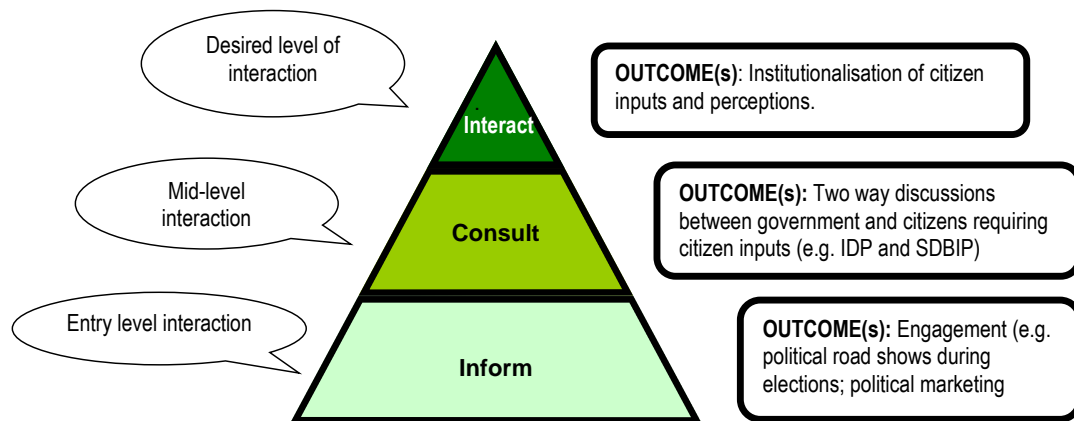 Desired level of
interaction
Interact
OUTCOME(s): Institutionalisation of citizen
inputs and perceptions.
Mid-level
interaction
Consult
OUTCOME(s): Two way discussions
between government and citizens requiring
citizen inputs (e.g. IDP and SDBIP)
Entry level interaction
Inform
OUTCOME(s): Engagement (e.g.
political road shows during
elections; political marketing